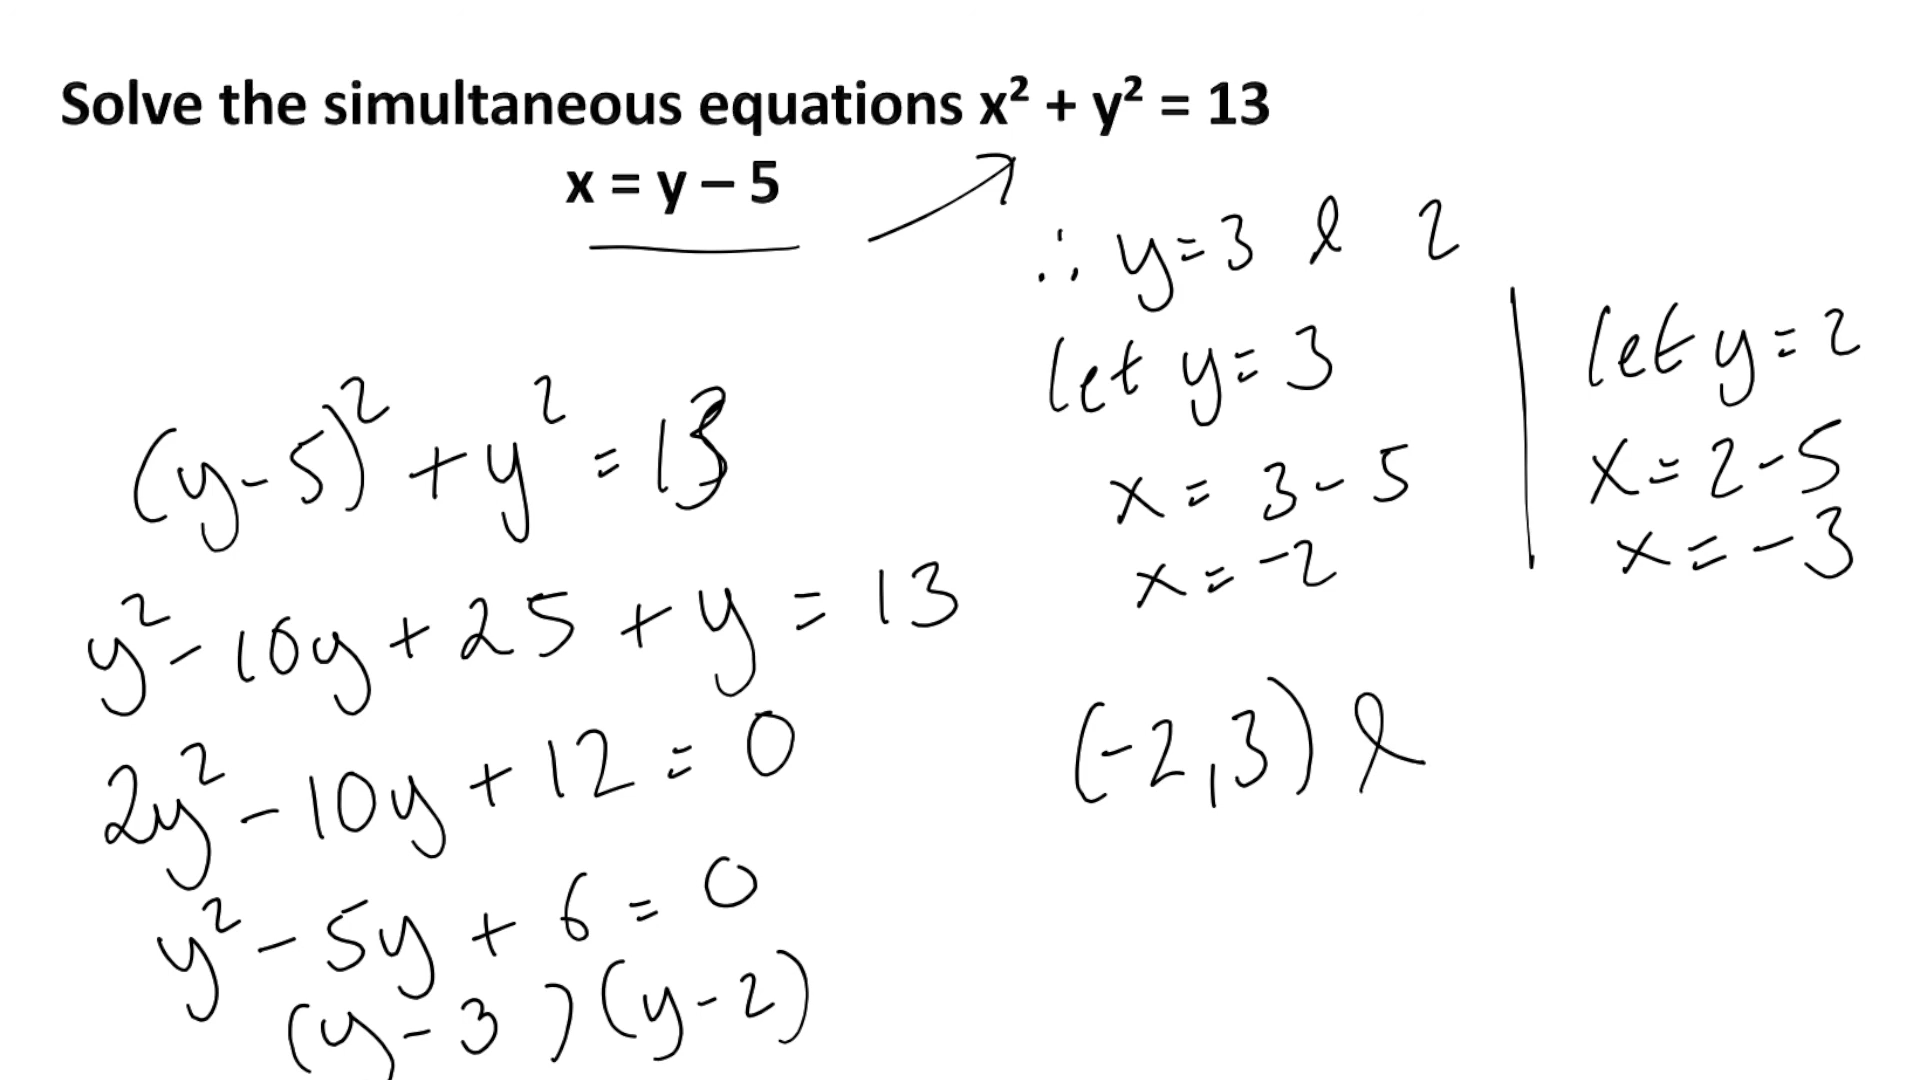 Solve the simultaneous equations x² + y² = 13
x = y – 5
(y-5)² + y² = 13
y² - 10y + 25 + y = 13
2y² - 10y + 12 = 0
y² - 5y + 6 = 0
(y-3)(y-2)
∴ y=3 & 2
let y=3
x = 3-5
x = -2
let y=2
x=2-5
x=-3
(-2,3) &